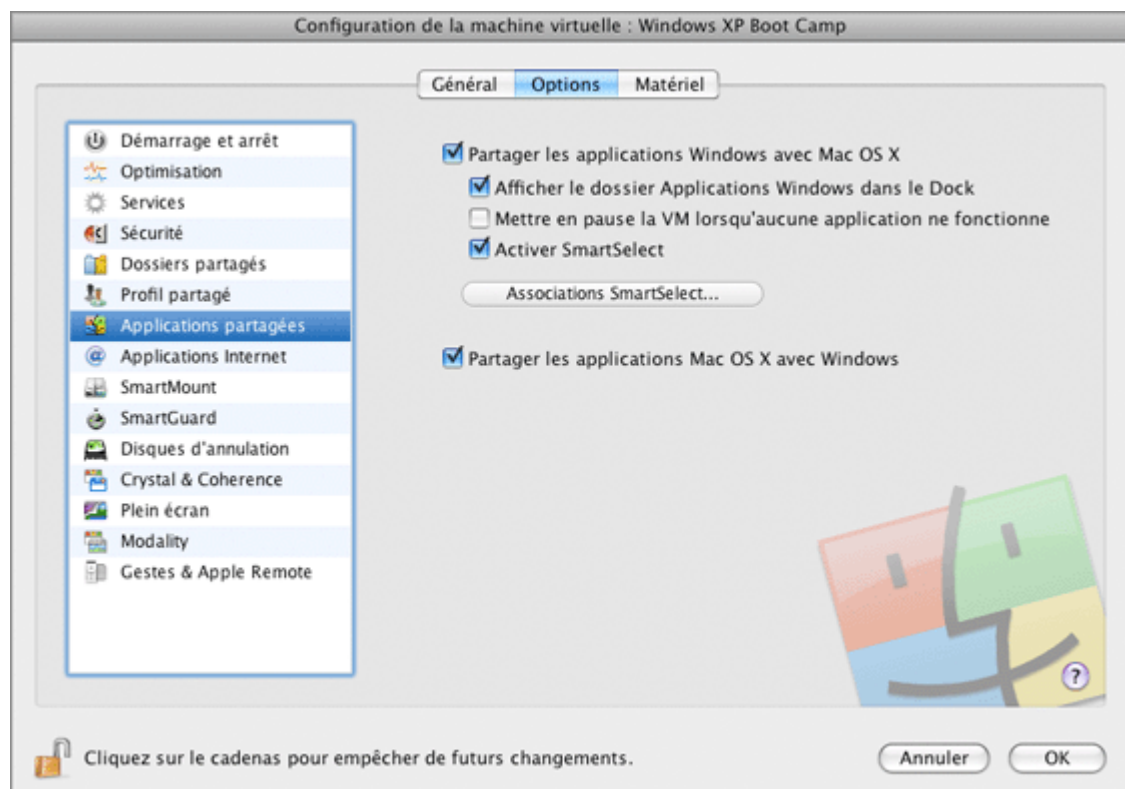 Configuration de la machine virtuelle : Windows XP Boot Camp
Général
Options
Matériel
Démarrage et arrêt
Optimisation
Services
Sécurité
Dossiers partagés
Profil partagé
Applications partagées
Applications Internet
SmartMount
SmartGuard
Disques d'annulation
Crystal & Coherence
Plein écran
Modality
Gestes & Apple Remote
Partager les applications Windows avec Mac OS X
Afficher le dossier Applications Windows dans le Dock
Mettre en pause la VM lorsqu'aucune application ne fonctionne
Activer SmartSelect
Associations SmartSelect...
Partager les applications Mac OS X avec Windows
?
Cliquez sur le cadenas pour empêcher de futurs changements.
Annuler
OK